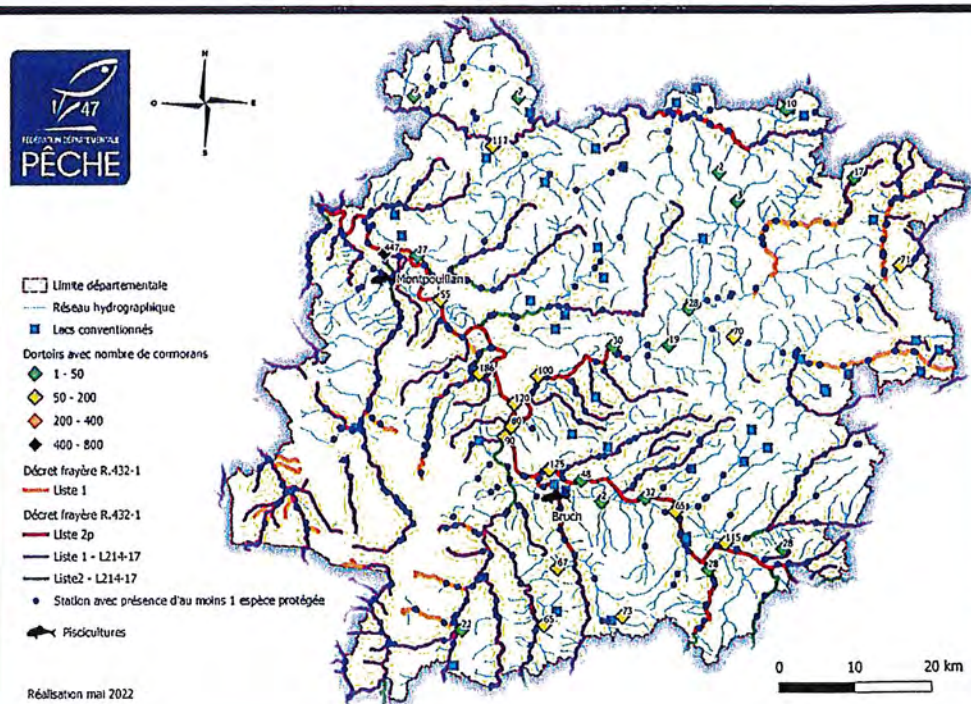 1 47
FÉDÉRATION DÉPARTEMENTALE
PÊCHE
N
O
E
S
Limite départementale
Réseau hydrographique
Lacs conventionnés
Dortoirs avec nombre de cormorans
1 - 50
50 - 200
200 - 400
400 - 800
Décret frayère R.432-1
Liste 1
Décret frayère R.432-1
Liste 2p
Liste 1 - L214-17
Liste2 - L214-17
Station avec présence d'au moins 1 espèce protégée
Piscicultures
Réalisation mai 2022
10
117
17
71
447
27
Montpouillan
55
28
19
70
30
186
100
120
90
125
48
2
32
65
Bruch
115
28
28
67
65
73
22
0 10 20 km